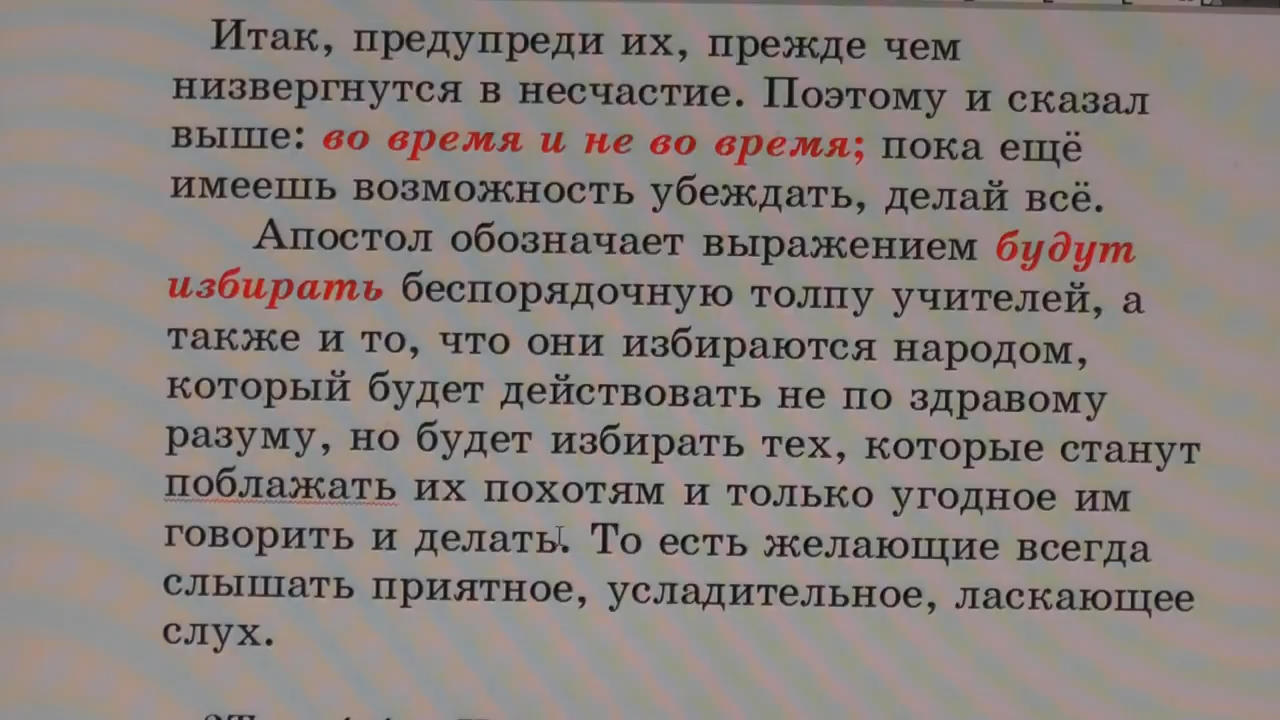 Итак, предупреди их, прежде чем
низвергнутся в несчастие. Поэтому и сказал
выше: во время и не во время; пока ещё
имеешь возможность убеждать, делай всё.
Апостол обозначает выражением будут
избирать беспорядочную толпу учителей, а
также и то, что они избираются народом,
который будет действовать не по здравому
разуму, но будет избирать тех, которые станут
поблажать их похотям и только угодное им
говорить и делать. То есть желающие всегда
слышать приятное, усладительное, ласкающее
слух.